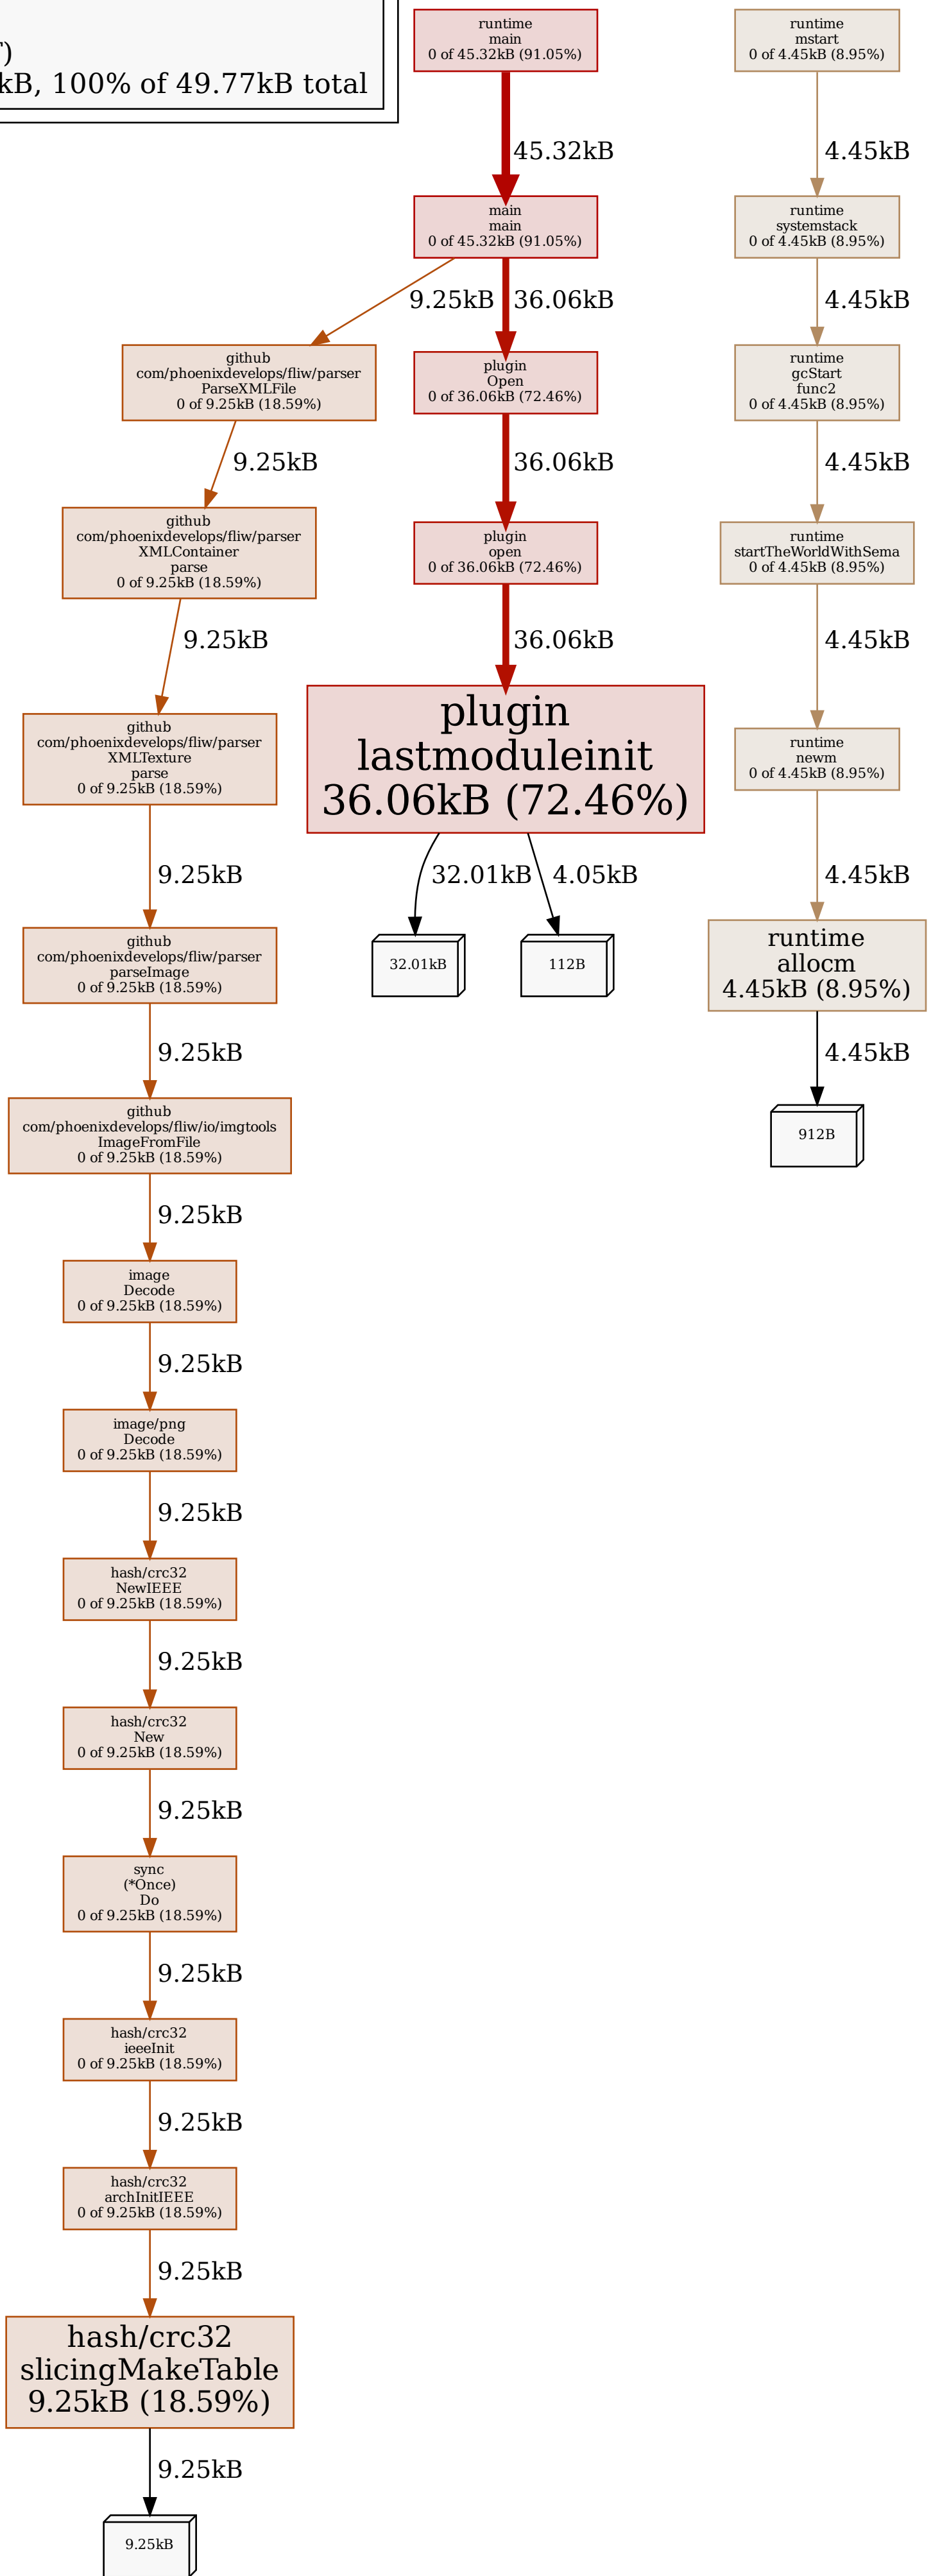 T)
kB, 100% of 49.77kB total
runtime
main
0 of 45.32kB (91.05%)
runtime
mstart
0 of 4.45kB (8.95%)
45.32kB
4.45kB
main
main
0 of 45.32kB (91.05%)
runtime
systemstack
0 of 4.45kB (8.95%)
9.25kB
36.06kB
4.45kB
github
com/phoenixdevelops/fliw/parser
ParseXMLFile
0 of 9.25kB (18.59%)
plugin
Open
0 of 36.06kB (72.46%)
runtime
gcStart
func2
0 of 4.45kB (8.95%)
9.25kB
36.06kB
4.45kB
github
com/phoenixdevelops/fliw/parser
XMLContainer
parse
0 of 9.25kB (18.59%)
plugin
open
0 of 36.06kB (72.46%)
runtime
startTheWorldWithSema
0 of 4.45kB (8.95%)
9.25kB
36.06kB
4.45kB
github
com/phoenixdevelops/fliw/parser
XMLTexture
parse
0 of 9.25kB (18.59%)
plugin
lastmoduleinit
36.06kB (72.46%)
runtime
newm
0 of 4.45kB (8.95%)
9.25kB
32.01kB
4.05kB
4.45kB
github
com/phoenixdevelops/fliw/parser
parseImage
0 of 9.25kB (18.59%)
32.01kB
112B
runtime
allocm
4.45kB (8.95%)
9.25kB
4.45kB
github
com/phoenixdevelops/fliw/io/imgtools
ImageFromFile
0 of 9.25kB (18.59%)
912B
9.25kB
image
Decode
0 of 9.25kB (18.59%)
9.25kB
image/png
Decode
0 of 9.25kB (18.59%)
9.25kB
hash/crc32
NewIEEE
0 of 9.25kB (18.59%)
9.25kB
hash/crc32
New
0 of 9.25kB (18.59%)
9.25kB
sync
(*Once)
Do
0 of 9.25kB (18.59%)
9.25kB
hash/crc32
ieeeInit
0 of 9.25kB (18.59%)
9.25kB
hash/crc32
archInitIEEE
0 of 9.25kB (18.59%)
9.25kB
hash/crc32
slicingMakeTable
9.25kB (18.59%)
9.25kB
9.25kB